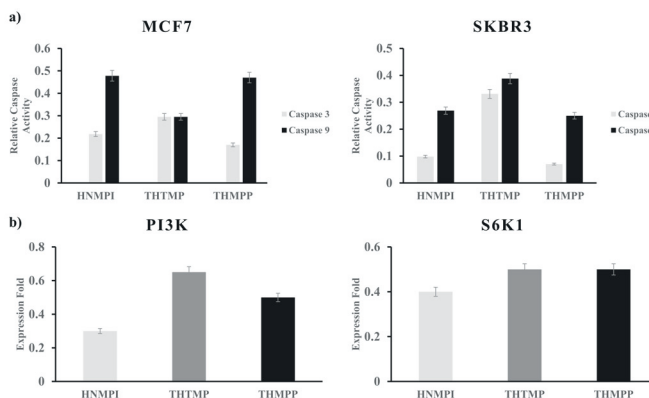 a)
MCF7
Relative Caspase
Activity
0.6
0.5
0.4
0.3
0.2
0.1
0
HNMPI
THTMP
THMPP
Caspase 3
Caspase 9
SKBR3
Relative Caspase
Activity
0.5
0.4
0.3
0.2
0.1
0
HNMPI
THTMP
THMPP
Caspase
Caspase
b)
PI3K
Expression Fold
0.8
0.6
0.4
0.2
0
HNMPI
THTMP
THMPP
S6K1
Expression Fold
0.6
0.4
0.2
0
HNMPI
THTMP
THMPP